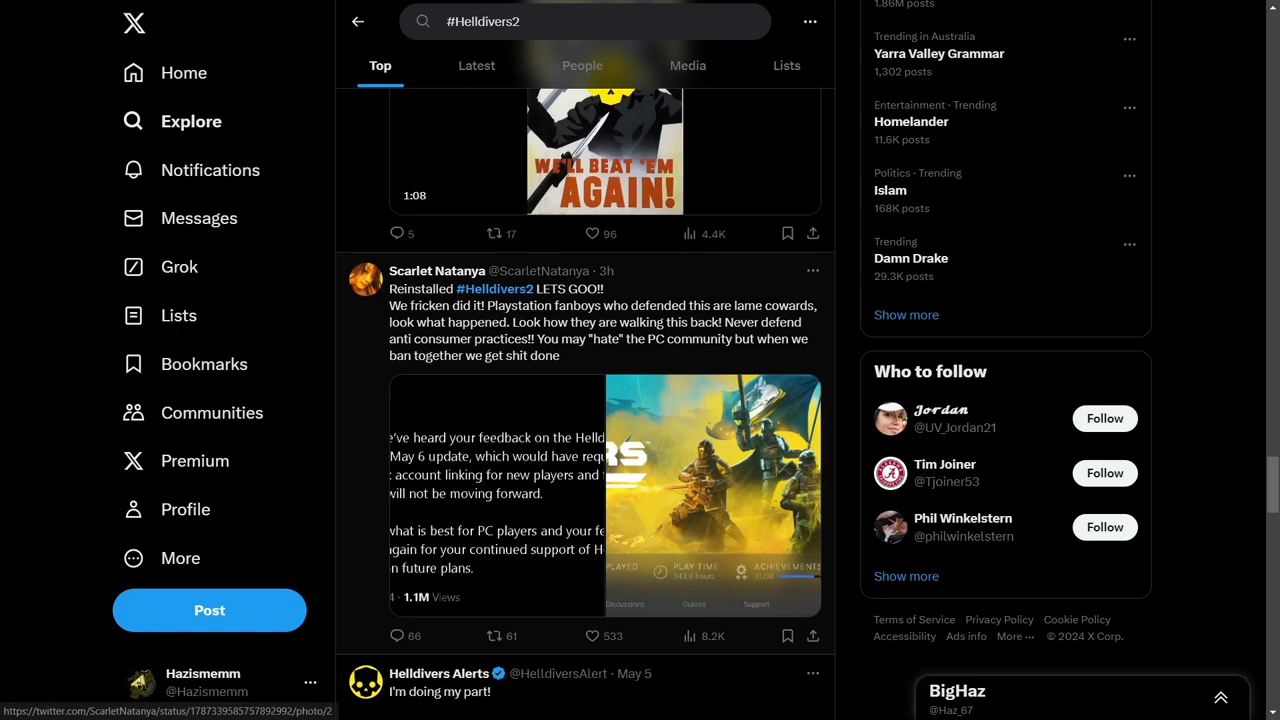 #Helldivers2
Top
Latest
People
Media
Lists
Home
Explore
Notifications
Messages
Grok
Lists
Bookmarks
Communities
Premium
Profile
More
Post
Hazismemm
@Hazismemm
https://twitter.com/ScarletNatanya/status/1787339585757892992/photo/2
WE'LL BEAT 'EM
AGAIN!
1:08
5
17
96
4.4K
Scarlet Natanya @ScarletNatanya · 3h
Reinstalled #Helldivers2 LETS GOO!!
We fricken did it! Playstation fanboys who defended this are lame cowards,
look what happened. Look how they are walking this back! Never defend
anti consumer practices!! You may "hate" the PC community but when we
ban together we get shit done
e've heard your feedback on the Helld
May 6 update, which would have requ
account linking for new players and
will not be moving forward.
what is best for PC players and your fe
gain for your continued support of H
n future plans.
4 · 1.1M Views
RS
PLAYED
PLAY TIME
343.8 hours
ACHIEVEMENTS
31/38
Discussions
Guides
Support
66
61
533
8.2K
Helldivers Alerts @HelldiversAlert · May 5
I'm doing my part!
1.86M posts
Trending in Australia
Yarra Valley Grammar
1,302 posts
Entertainment · Trending
Homelander
11.6K posts
Politics · Trending
Islam
168K posts
Trending
Damn Drake
29.3K posts
Show more
Who to follow
Jordan
@UV_Jordan21
Follow
Tim Joiner
@Tjoiner53
Follow
Phil Winkelstern
@philwinkelstern
Follow
Show more
Terms of Service Privacy Policy Cookie Policy
Accessibility Ads info More ··· © 2024 X Corp.
BigHaz
@Haz_67